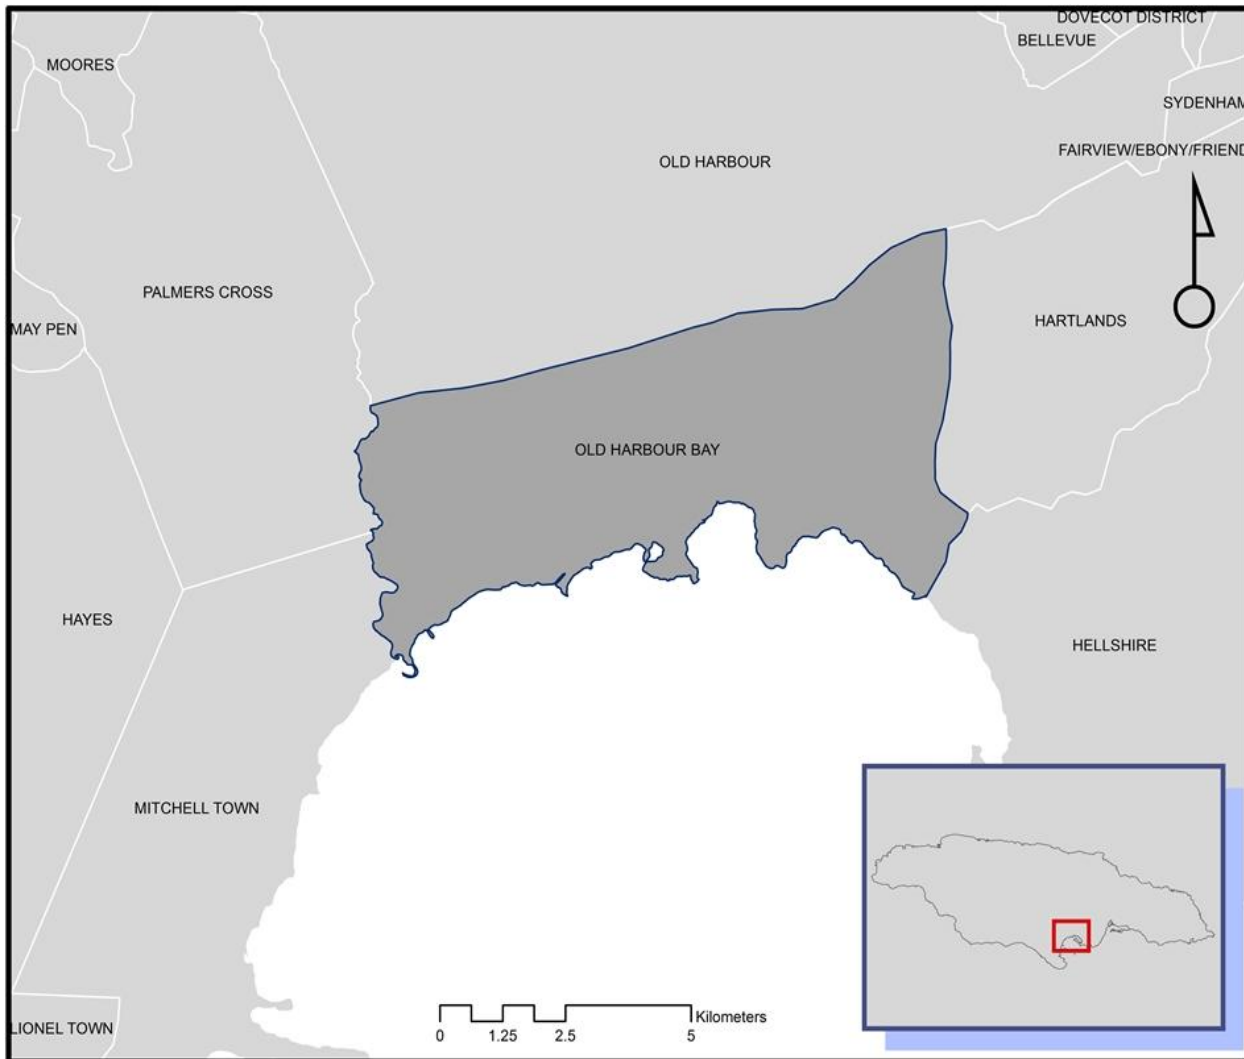 DOVECOT DISTRICT
BELLEVUE
MOORES
SYDENHAM
FAIRVIEW/EBONY/FRIEND
OLD HARBOUR
PALMERS CROSS
HARTLANDS
MAY PEN
OLD HARBOUR BAY
HAYES
HELLSHIRE
MITCHELL TOWN
Kilometers
0 1.25 2.5 5
LIONEL TOWN